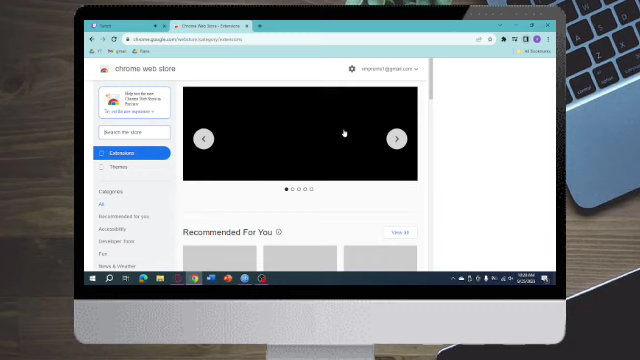 Chrome Web Store - Extensions
chrome.google.com/webstore/category/extensions
All Bookmarks
chrome web store
Help test the new
Chrome Web Store in
Preview
Search the store
Extensions
Themes
Categories
All
Recommended for you
Accessibility
Developer Tools
Fun
News & Weather
Recommended For You
View all